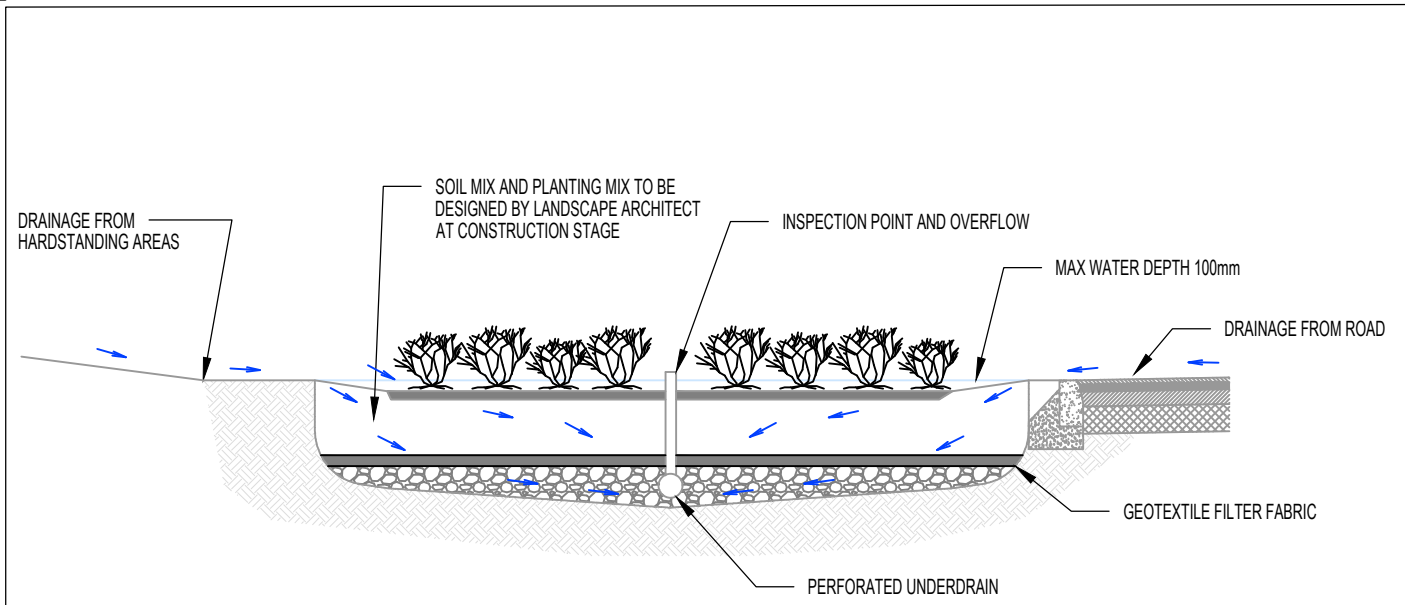 SOIL MIX AND PLANTING MIX TO BE
DESIGNED BY LANDSCAPE ARCHITECT
AT CONSTRUCTION STAGE
DRAINAGE FROM
HARDSTANDING AREAS
INSPECTION POINT AND OVERFLOW
MAX WATER DEPTH 100mm
DRAINAGE FROM ROAD
GEOTEXTILE FILTER FABRIC
PERFORATED UNDERDRAIN